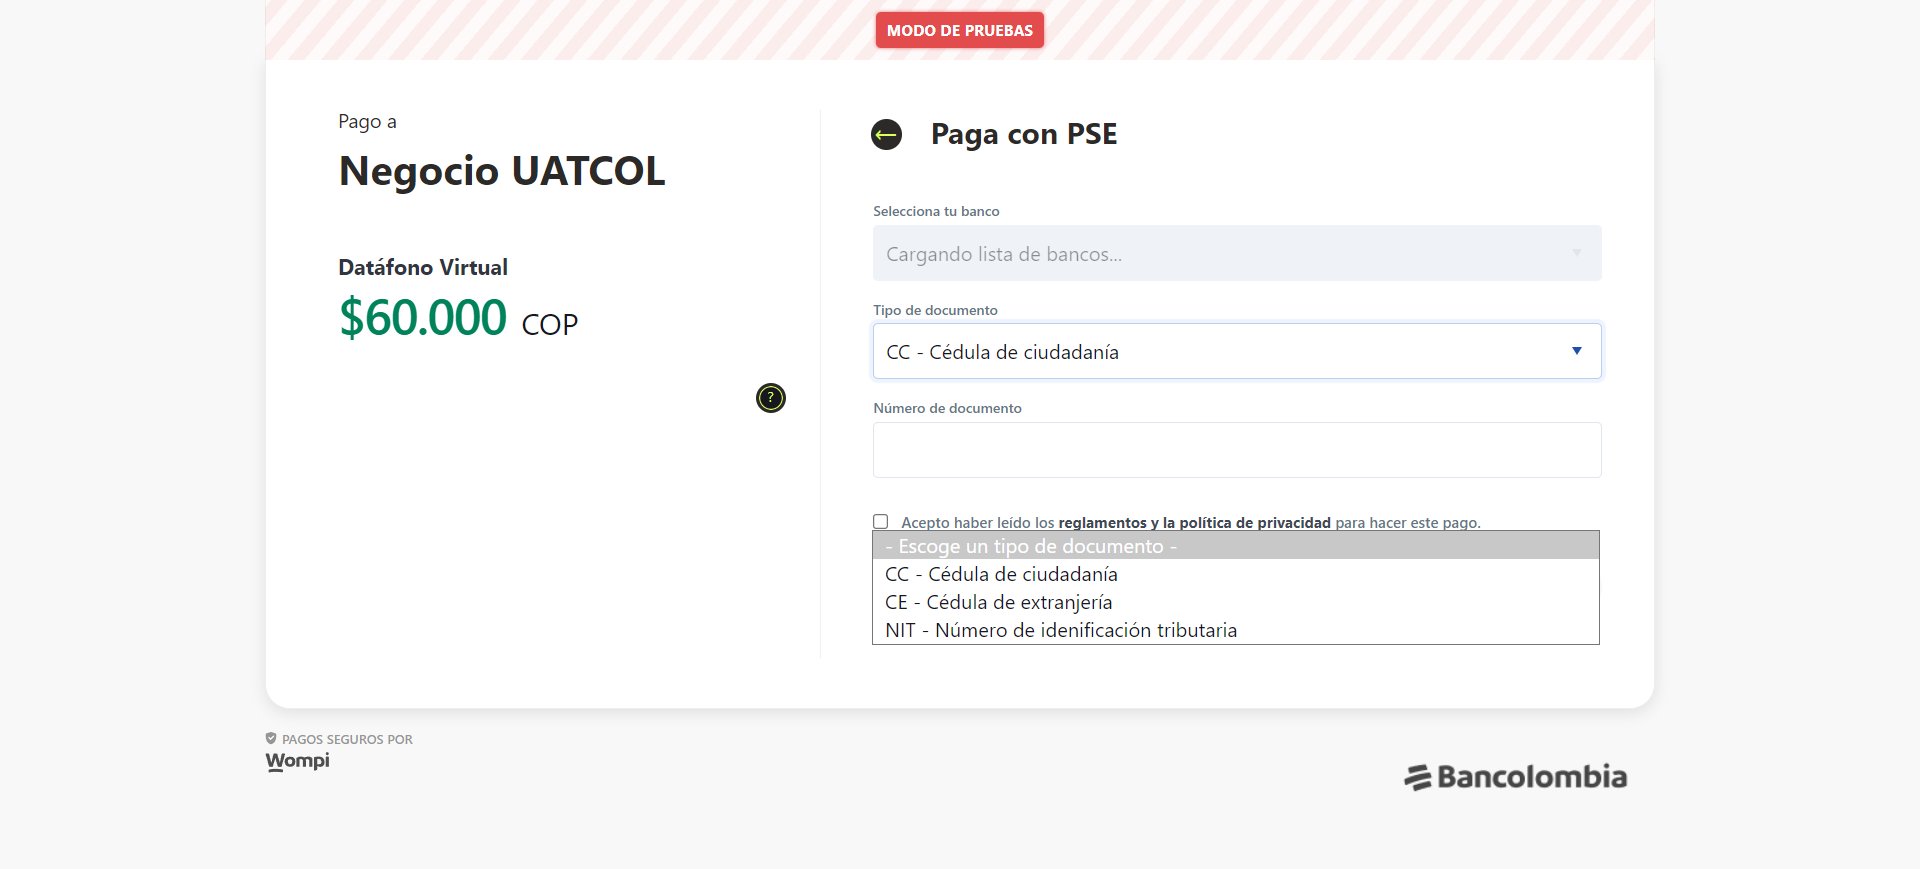 MODO DE PRUEBAS
Pago a
Negocio UATCOL
Datáfono Virtual
$60.000 COP
?
Paga con PSE
Selecciona tu banco
Cargando lista de bancos...
Tipo de documento
CC - Cédula de ciudadanía
Número de documento
Acepto haber leído los reglamentos y la política de privacidad para hacer este pago.
- Escoge un tipo de documento -
CC - Cédula de ciudadanía
CE - Cédula de extranjería
NIT - Número de idenificación tributaria
PAGOS SEGUROS POR
Wompi
Bancolombia